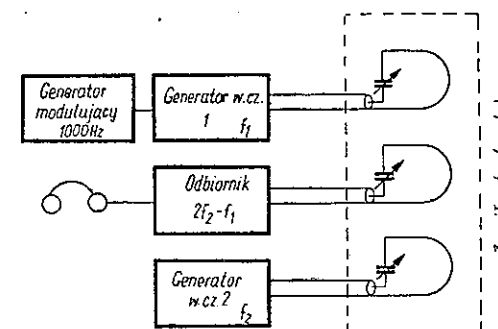 Generator
modulujący
1000Hz
Generator w.cz.
1 f₁
Odbiornik
2f₂-f₁
Generator
w.cz. 2
f₂